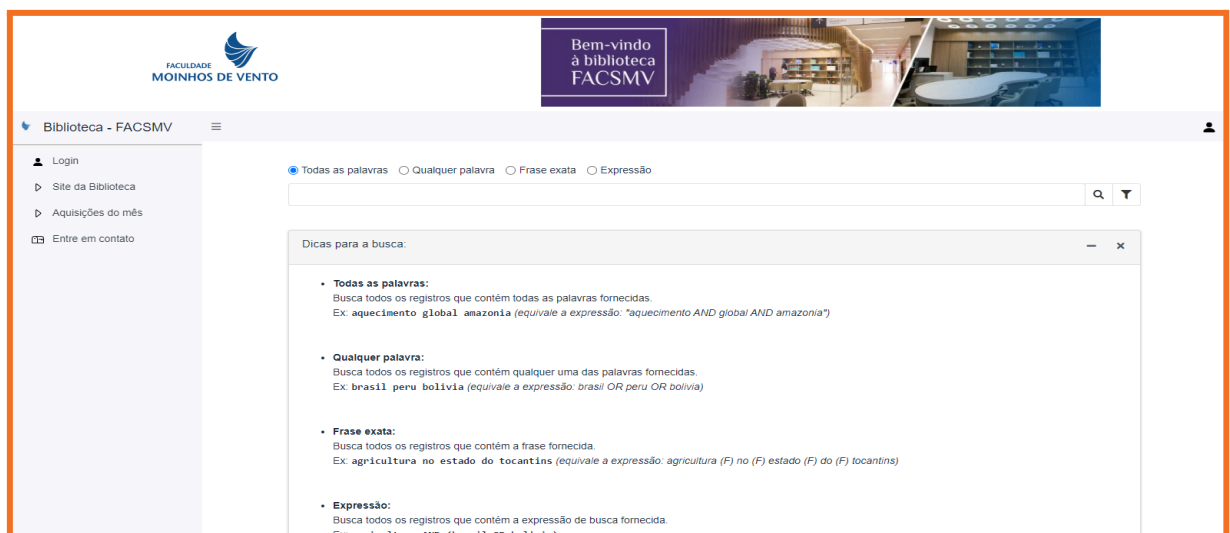 FACULDADE
MOINHOS DE VENTO
Bem-vindo
à biblioteca
FACSMV
Biblioteca - FACSMV
Login
Site da Biblioteca
Aquisições do mês
Entre em contato
Todas as palavras Qualquer palavra Frase exata Expressão
Dicas para a busca:
• Todas as palavras:
Busca todos os registros que contém todas as palavras fornecidas.
Ex: aquecimento global amazonia (equivale a expressão: "aquecimento AND global AND amazonia")
• Qualquer palavra:
Busca todos os registros que contém qualquer uma das palavras fornecidas.
Ex: brasil peru bolivia (equivale a expressão: brasil OR peru OR bolivia)
• Frase exata:
Busca todos os registros que contém a frase fornecida.
Ex: agricultura no estado do tocantins (equivale a expressão: agricultura (F) no (F) estado (F) do (F) tocantins)
• Expressão:
Busca todos os registros que contém a expressão de busca fornecida.